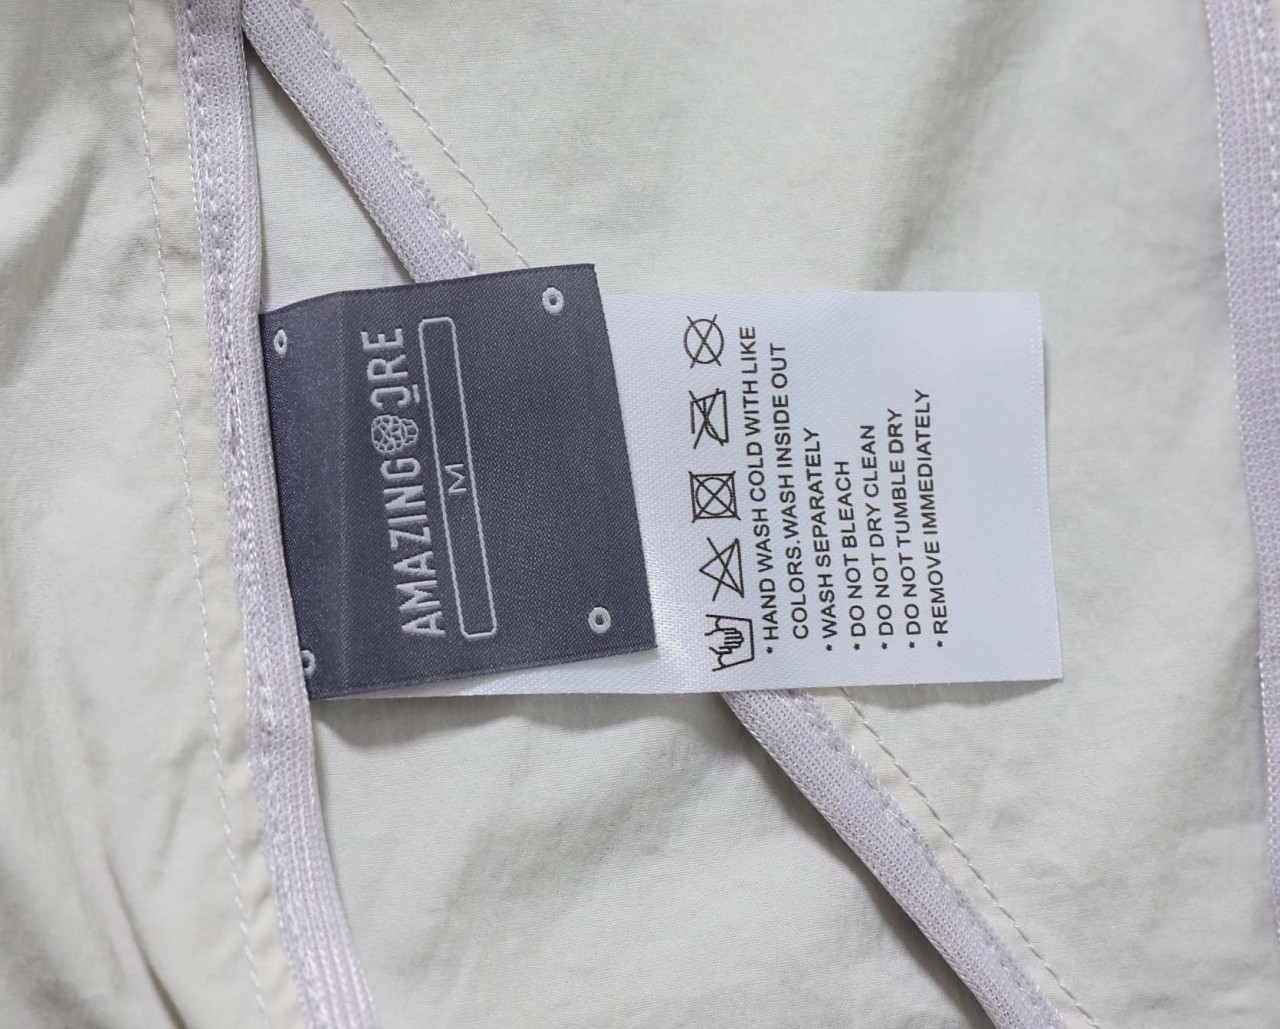 AMAZING ORE
M
* HAND WASH COLD WITH LIKE
COLORS.WASH INSIDE OUT
* WASH SEPARATELY
* DO NOT BLEACH
* DO NOT DRY CLEAN
* DO NOT TUMBLE DRY
* REMOVE IMMEDIATELY